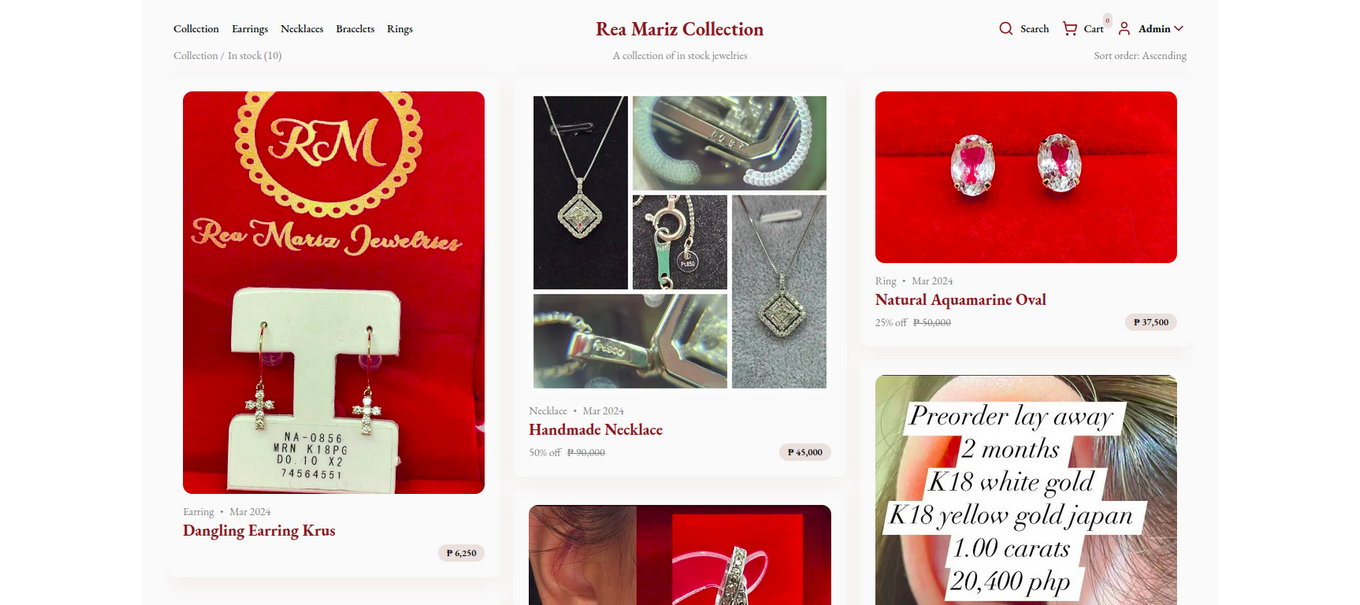 Collection Earrings Necklaces Bracelets Rings
Rea Mariz Collection
Search Cart 0 Admin
Collection / In stock (10)
A collection of in stock jewelries
Sort order: Ascending
RM
Rea Mariz Jewelries
NA-0856
MRN K18PG
D0.10 X2
74564551
Earring • Mar 2024
Dangling Earring Krus
₱ 6,250
Pt850
Necklace • Mar 2024
Handmade Necklace
50% off ₱ 90,000
₱ 45,000
Ring • Mar 2024
Natural Aquamarine Oval
25% off ₱ 50,000
₱ 37,500
Preorder lay away
2 months
K18 white gold
K18 yellow gold japan
1.00 carats
20,400 php